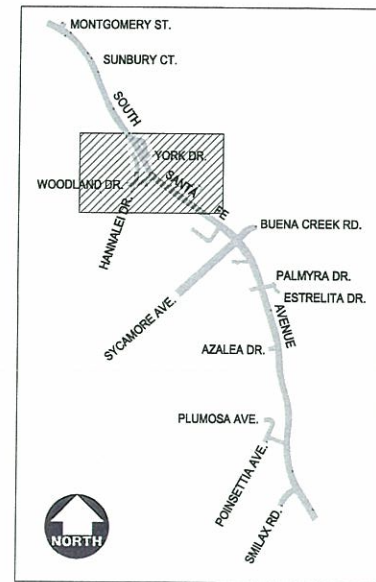 MONTGOMERY ST.
SUNBURY CT.
SOUTH
YORK DR.
SANTA
WOODLAND DR.
FE
HANNALEI DR.
BUENA CREEK RD.
SYCAMORE AVE.
PALMYRA DR.
ESTRELITA DR.
AVENUE
AZALEA DR.
PLUMOSA AVE.
POINSETTIA AVE.
SMILAX RD.
NORTH